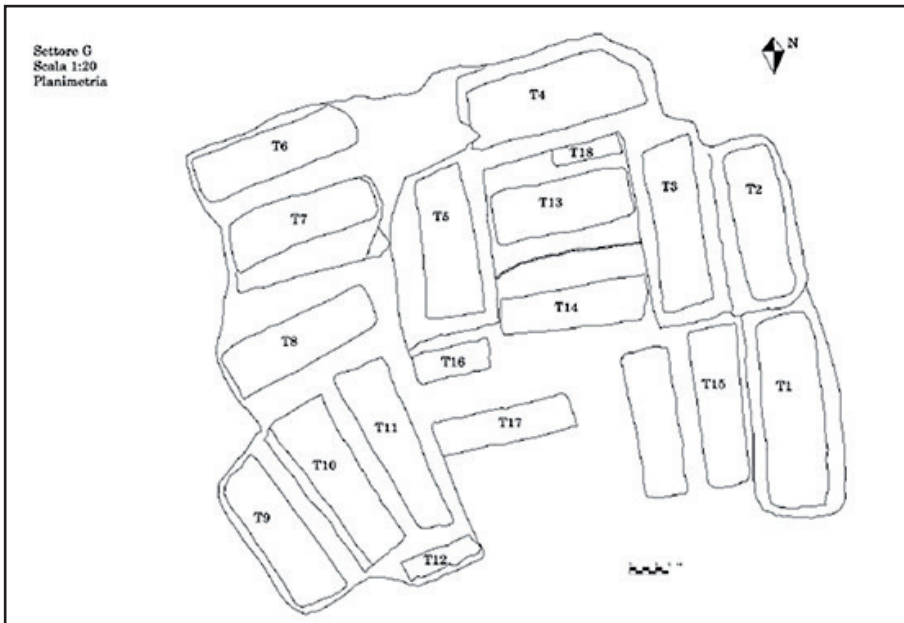 Settore G
Scala 1:20
Planimetria
N
T4
T6
T18
T3
T2
T13
T7
T5
T14
T8
T16
T15
T1
T11
T17
T10
T9
T12